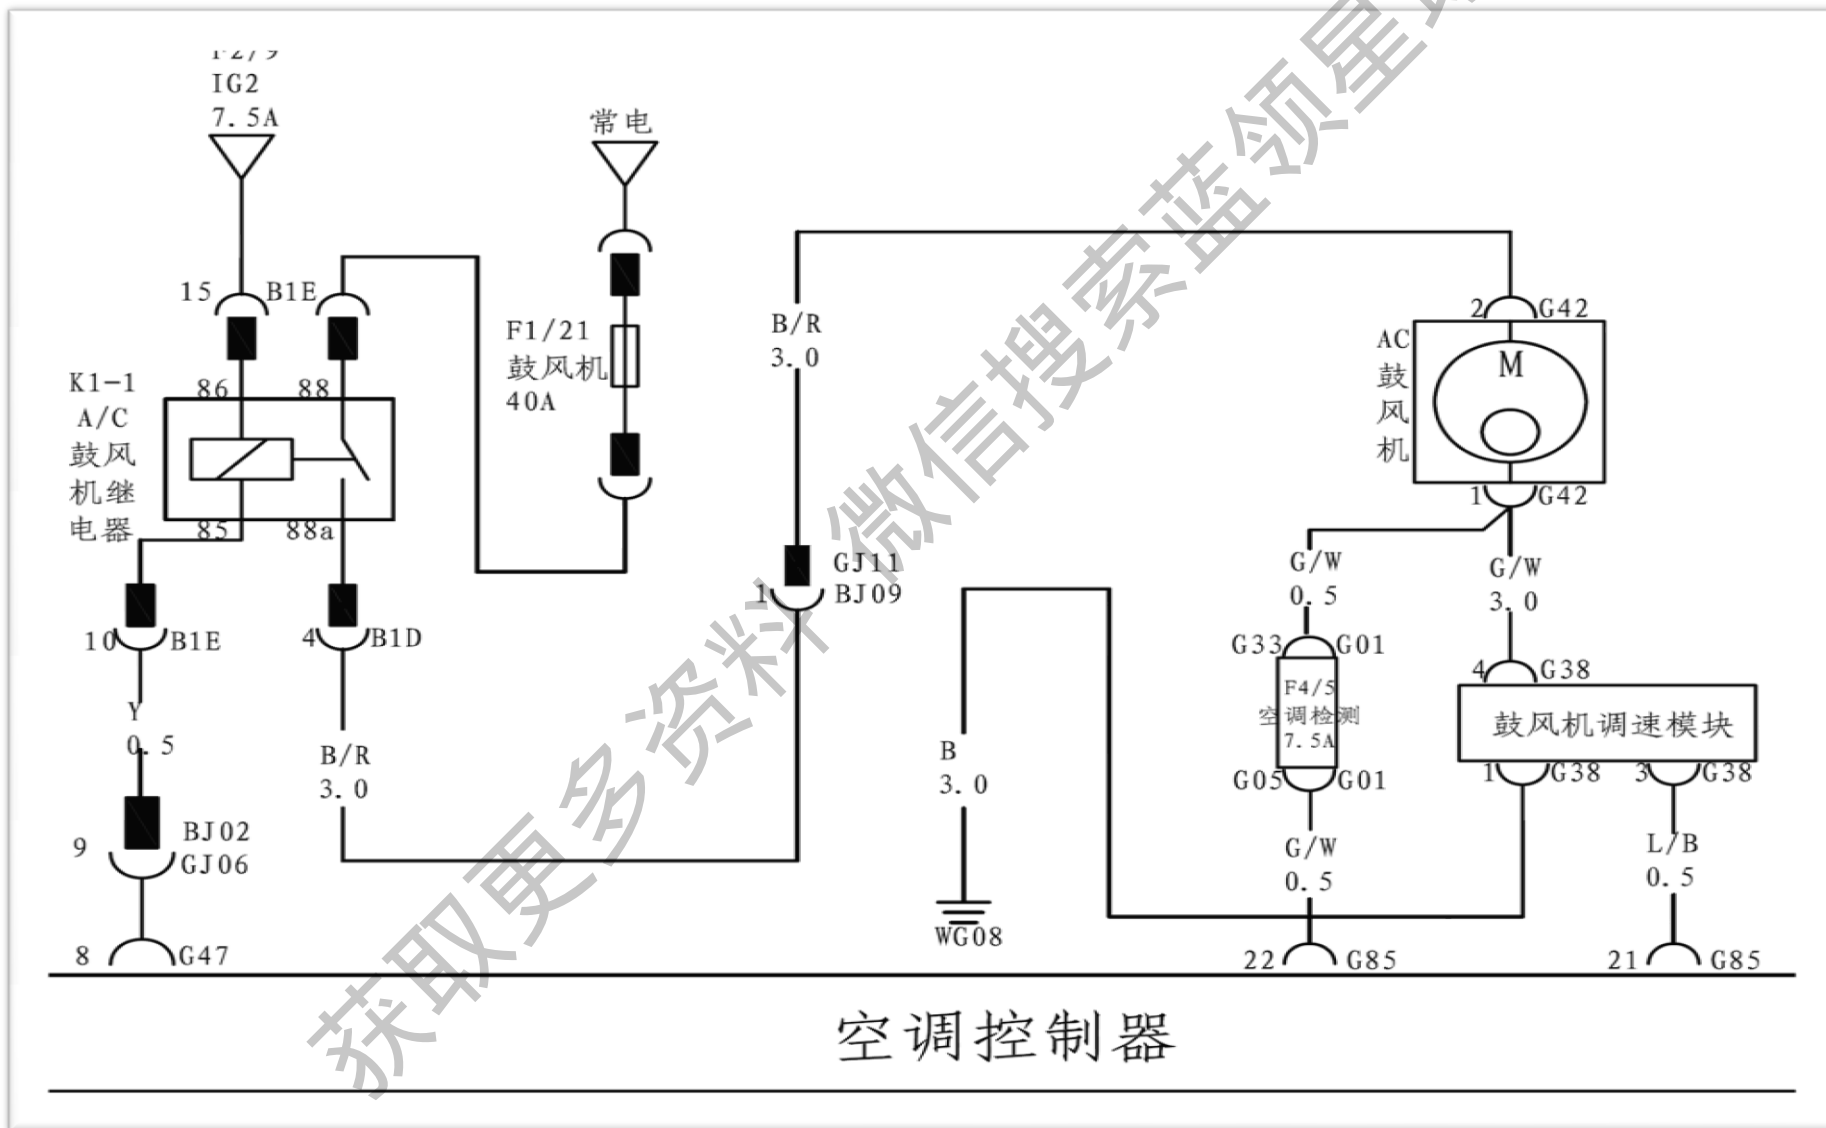 IG2
7.5A
常电
15
B1E
K1-1
A/C
鼓风
机继
电器
86
88
85
88a
F1/21
鼓风机
40A
B/R
3.0
2
G42
AC
鼓
风
机
M
1
G42
10
B1E
4
B1D
GJ11
1
BJ09
G/W
0.5
G/W
3.0
G33
G01
F4/5
空调检测
7.5A
G05
G01
4
G38
鼓风机调速模块
1
G38
3
G38
Y
0.5
B/R
3.0
B
3.0
9
BJ02
GJ06
G/W
0.5
L/B
0.5
WG08
8
G47
22
G85
21
G85
空调控制器
获取更多资料 微信搜索蓝领星